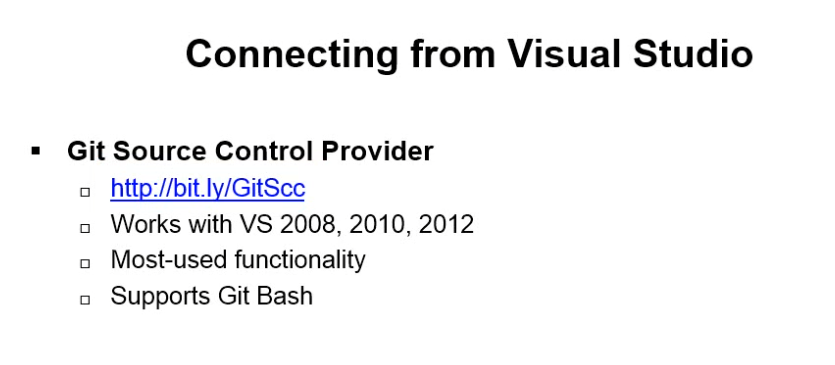 Connecting from Visual Studio
Git Source Control Provider
http://bit.ly/GitScc
Works with VS 2008, 2010, 2012
Most-used functionality
Supports Git Bash